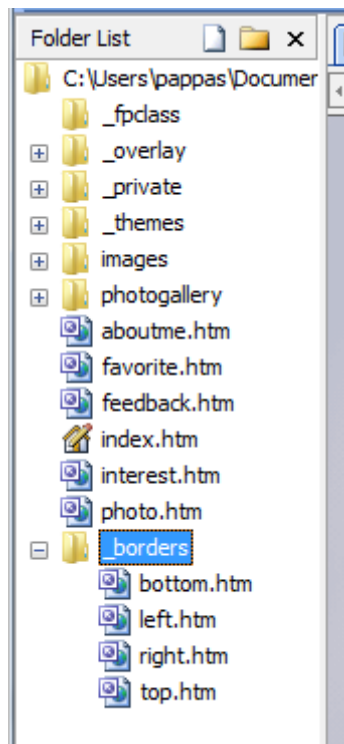 Folder List
C:\Users\pappas\Documer
_fpclass
_overlay
_private
_themes
images
photogallery
aboutme.htm
favorite.htm
feedback.htm
index.htm
interest.htm
photo.htm
_borders
bottom.htm
left.htm
right.htm
top.htm